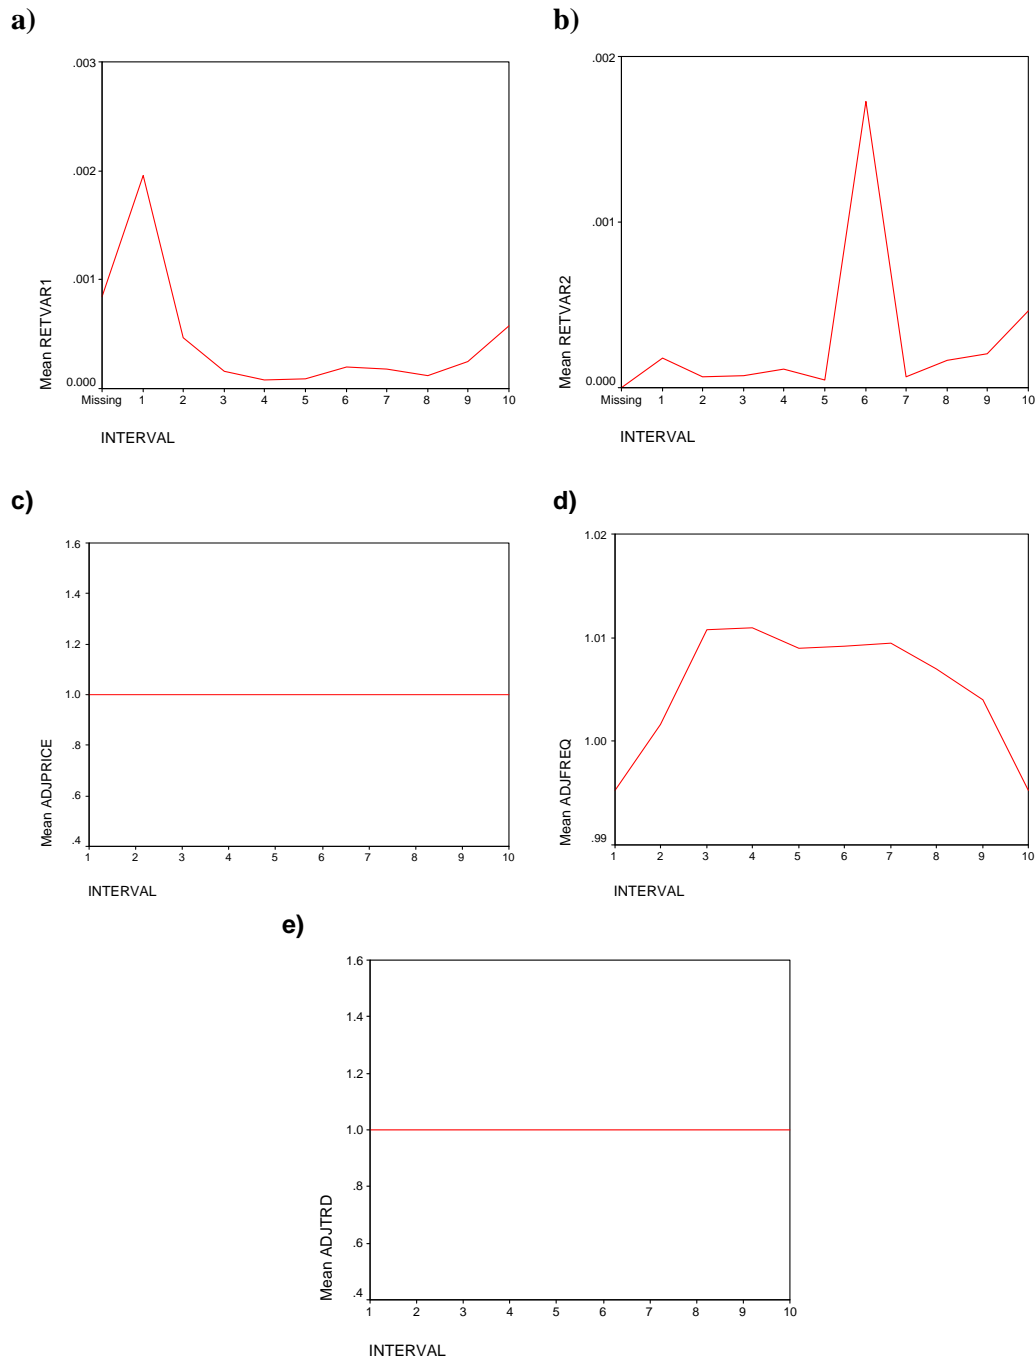 a)
.003
.002
.001
0.000
Mean RETVAR1
Missing 1 2 3 4 5 6 7 8 9 10
INTERVAL
b)
.002
.001
0.000
Mean RETVAR2
Missing 1 2 3 4 5 6 7 8 9 10
INTERVAL
c)
1.6
1.4
1.2
1.0
.8
.6
.4
Mean ADJPRICE
1 2 3 4 5 6 7 8 9 10
INTERVAL
d)
1.02
1.01
1.00
.99
Mean ADJFREQ
1 2 3 4 5 6 7 8 9 10
INTERVAL
e)
1.6
1.4
1.2
1.0
.8
.6
.4
Mean ADJTRD
1 2 3 4 5 6 7 8 9 10
INTERVAL